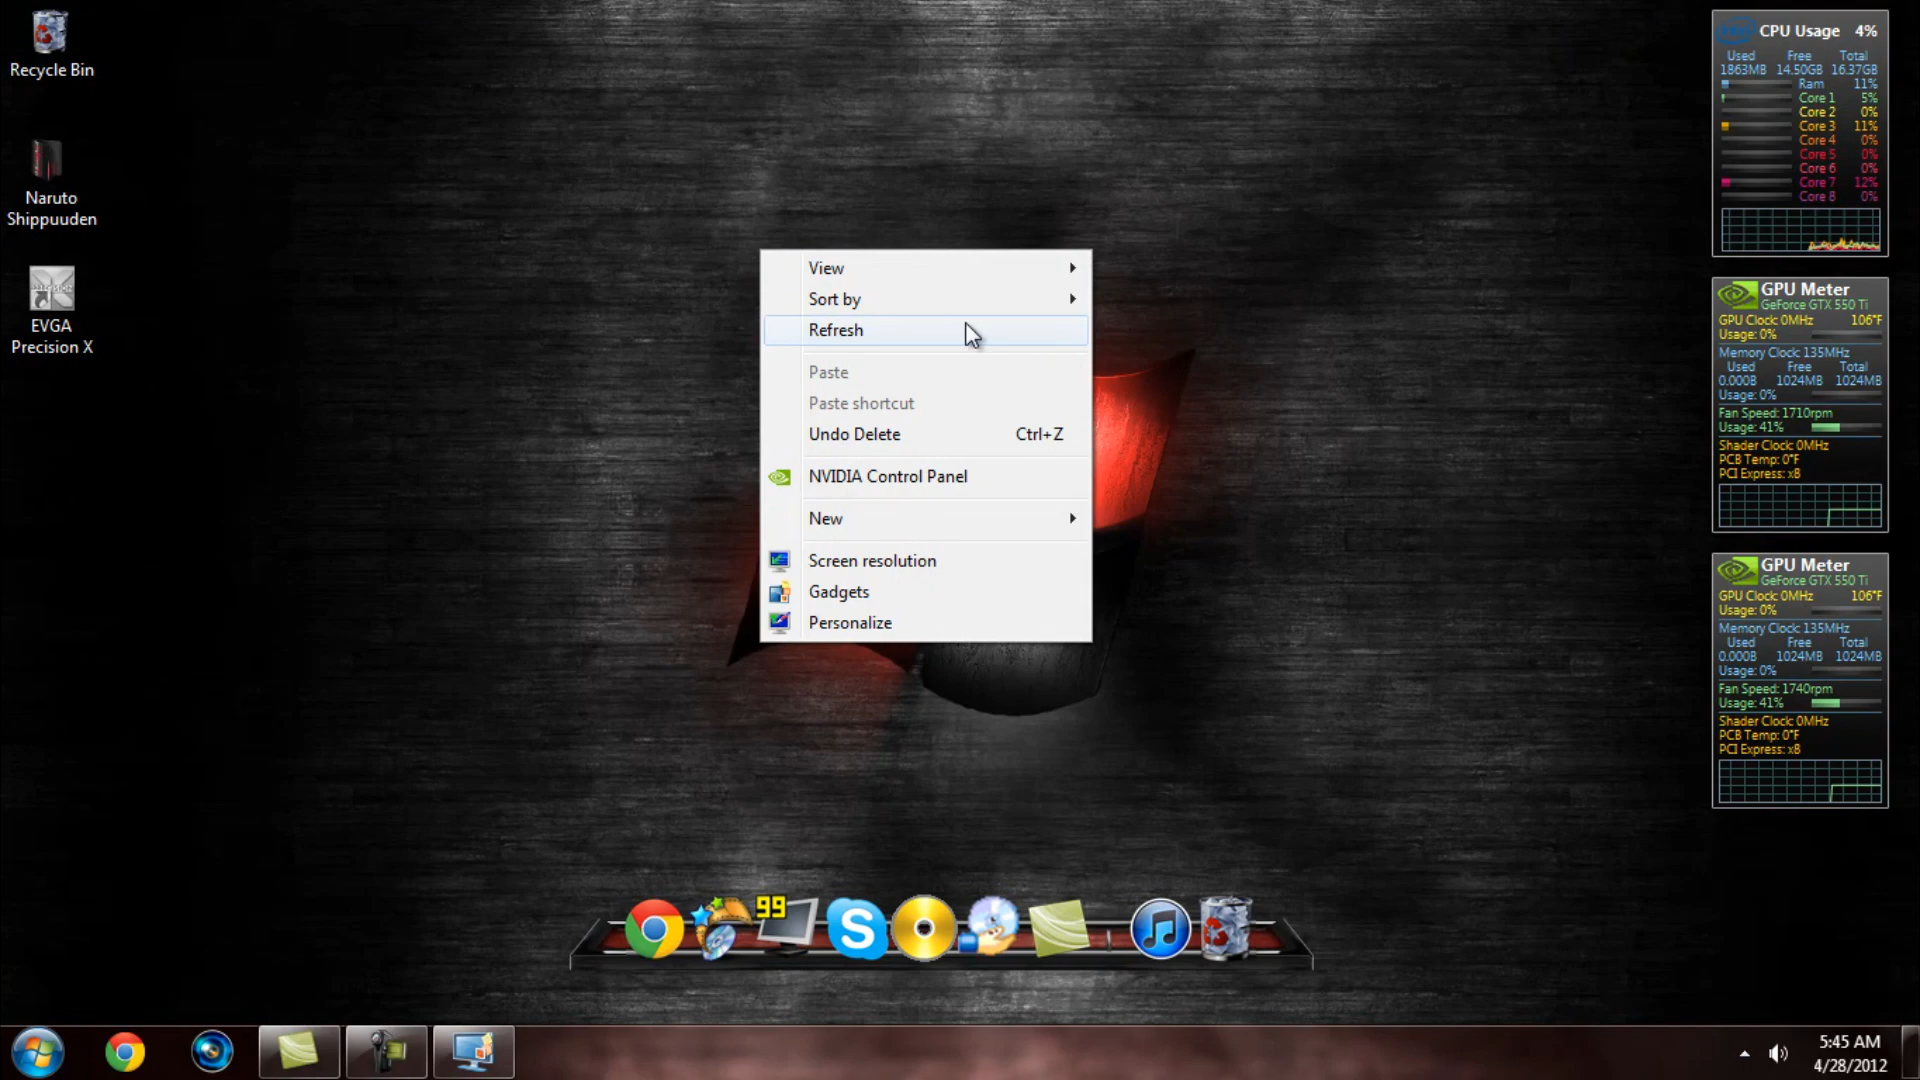 Recycle Bin
Naruto
Shippuuden
EVGA
Precision X
View
Sort by
Refresh
Paste
Paste shortcut
Undo Delete Ctrl+Z
NVIDIA Control Panel
New
Screen resolution
Gadgets
Personalize
CPU Usage 4%
Used Free Total
1863MB 14.50GB 16.37GB
Ram 11%
Core 1 5%
Core 2 0%
Core 3 11%
Core 4 0%
Core 5 0%
Core 6 0%
Core 7 12%
Core 8 0%
GPU Meter
GeForce GTX 550 Ti
GPU Clock: 0MHz 106°F
Usage: 0%
Memory Clock: 135MHz
Used Free Total
0.000B 1024MB 1024MB
Usage: 0%
Fan Speed: 1710rpm
Usage: 41%
Shader Clock: 0MHz
PCB Temp: 0°F
PCI Express: x8
GPU Meter
GeForce GTX 550 Ti
GPU Clock: 0MHz 106°F
Usage: 0%
Memory Clock: 135MHz
Used Free Total
0.000B 1024MB 1024MB
Usage: 0%
Fan Speed: 1740rpm
Usage: 41%
Shader Clock: 0MHz
PCB Temp: 0°F
PCI Express: x8
99
S
5:45 AM
4/28/2012